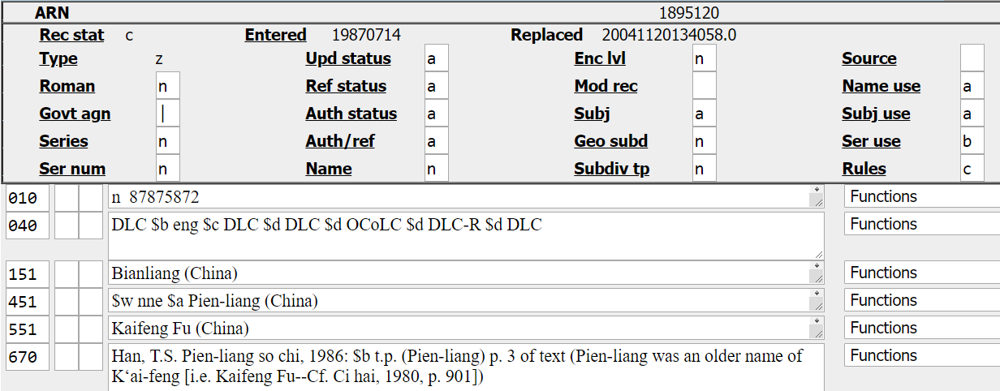 ARN 1895120
Rec stat c Entered 19870714 Replaced 20041120134058.0
Type z Upd status a Enc lvl n Source
Roman n Ref status a Mod rec Name use a
Govt agn | Auth status a Subj a Subj use a
Series n Auth/ref a Geo subd n Ser use b
Ser num n Name n Subdiv tp n Rules c
010 n 87875872 Functions
040 DLC $b eng $c DLC $d DLC $d OCoLC $d DLC-R $d DLC Functions
151 Bianliang (China) Functions
451 $w nne $a Pien-liang (China) Functions
551 Kaifeng Fu (China) Functions
670 Han, T.S. Pien-liang so chi, 1986: $b t.p. (Pien-liang) p. 3 of text (Pien-liang was an older name of Functions
K‘ai-feng [i.e. Kaifeng Fu--Cf. Ci hai, 1980, p. 901])